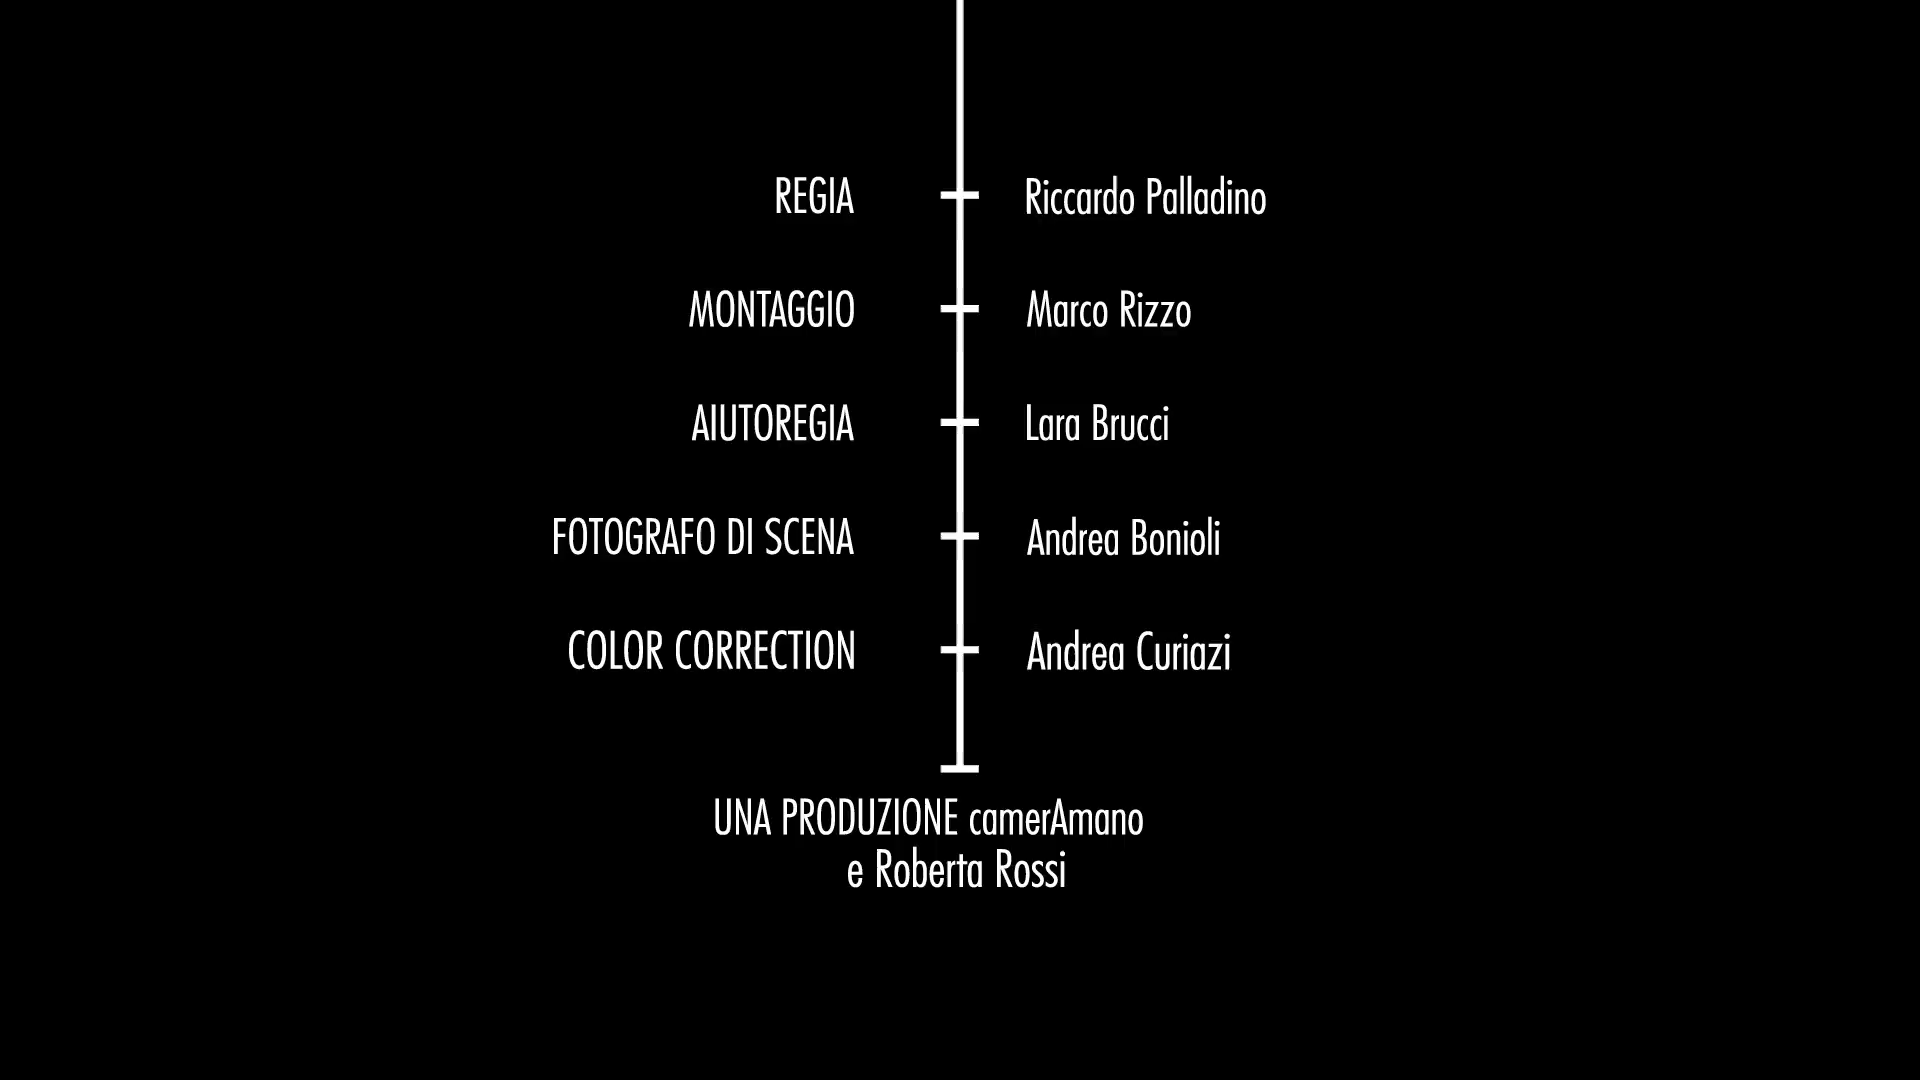 REGIA Riccardo Palladino
MONTAGGIO Marco Rizzo
AIUTOREGIA Lara Brucci
FOTOGRAFO DI SCENA Andrea Bonioli
COLOR CORRECTION Andrea Curiazi
UNA PRODUZIONE camerAmano
e Roberta Rossi